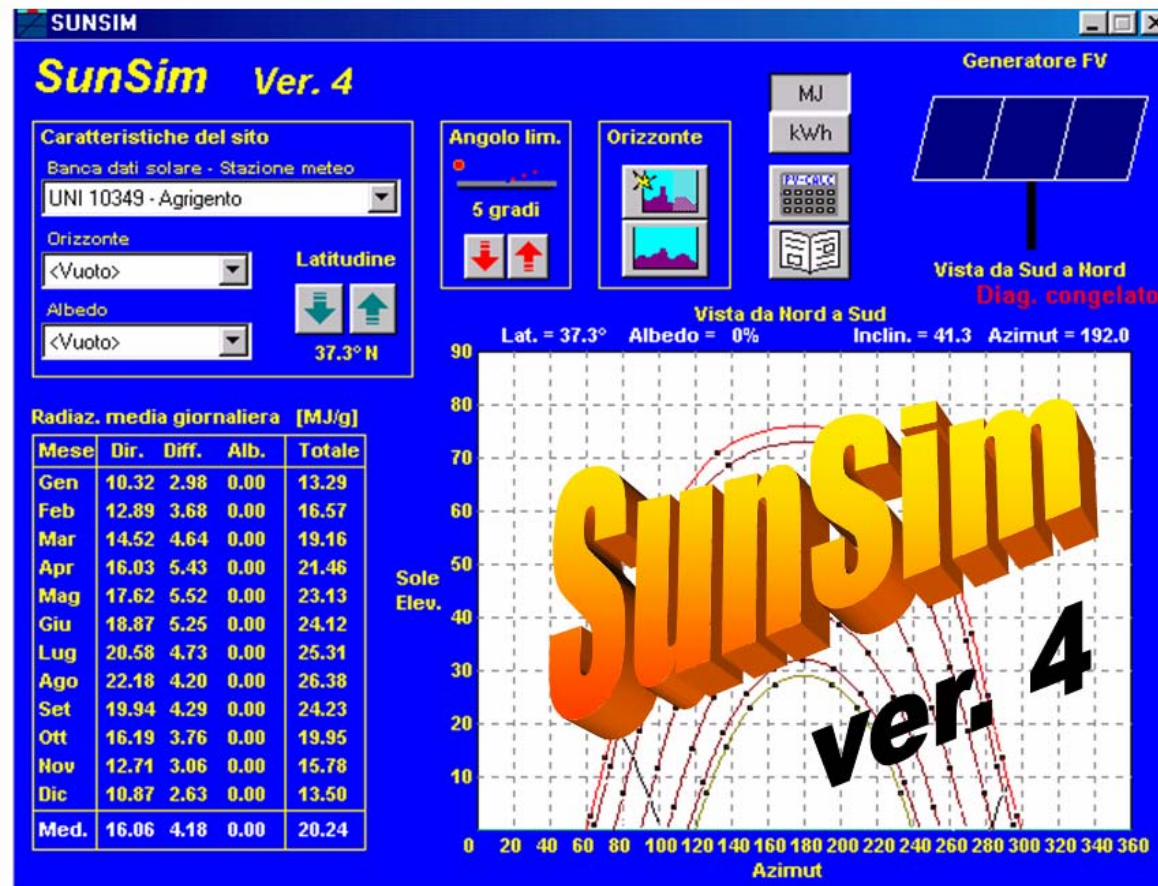 SUNSIM
SunSim Ver. 4
Caratteristiche del sito
Banca dati solare - Stazione meteo
UNI 10349 - Agrigento
Orizzonte
<Vuoto>
Albedo
<Vuoto>
Latitudine
37.3° N
Angolo lim.
5 gradi
Orizzonte
MJ
kWh
PV-CALC
Generatore FV
Vista da Sud a Nord
Diag. congelato
Vista da Nord a Sud
Lat. = 37.3° Albedo = 0% Inclin. = 41.3 Azimut = 192.0
Radiaz. media giornaliera [MJ/g]
Mese Dir. Diff. Alb. Totale
Gen 10.32 2.98 0.00 13.29
Feb 12.89 3.68 0.00 16.57
Mar 14.52 4.64 0.00 19.16
Apr 16.03 5.43 0.00 21.46
Mag 17.62 5.52 0.00 23.13
Giu 18.87 5.25 0.00 24.12
Lug 20.58 4.73 0.00 25.31
Ago 22.18 4.20 0.00 26.38
Set 19.94 4.29 0.00 24.23
Ott 16.19 3.76 0.00 19.95
Nov 12.71 3.06 0.00 15.78
Dic 10.87 2.63 0.00 13.50
Med. 16.06 4.18 0.00 20.24
90
80
70
60
50
40
30
20
10
Sole
Elev.
SunSim
ver. 4
0 20 40 60 80 100 120 140 160 180 200 220 240 260 280 300 320 340 360
Azimut